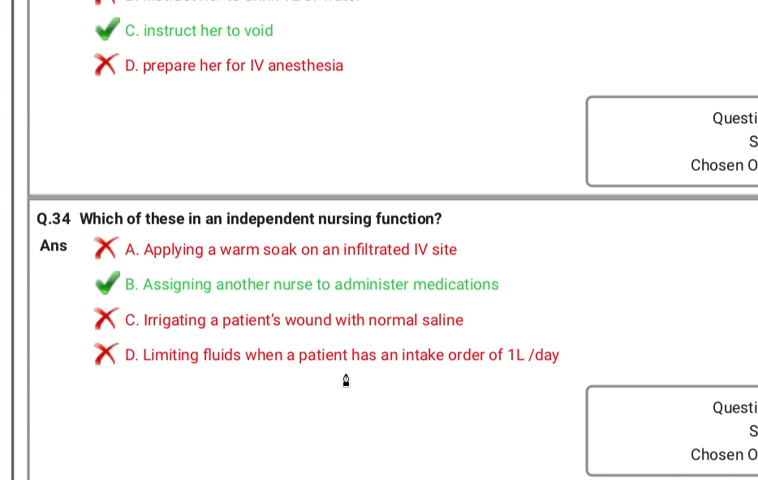 C. instruct her to void
D. prepare her for IV anesthesia
Questi
S
Chosen O
Q.34 Which of these in an independent nursing function?
Ans A. Applying a warm soak on an infiltrated IV site
B. Assigning another nurse to administer medications
C. Irrigating a patient's wound with normal saline
D. Limiting fluids when a patient has an intake order of 1L /day
Questi
S
Chosen O